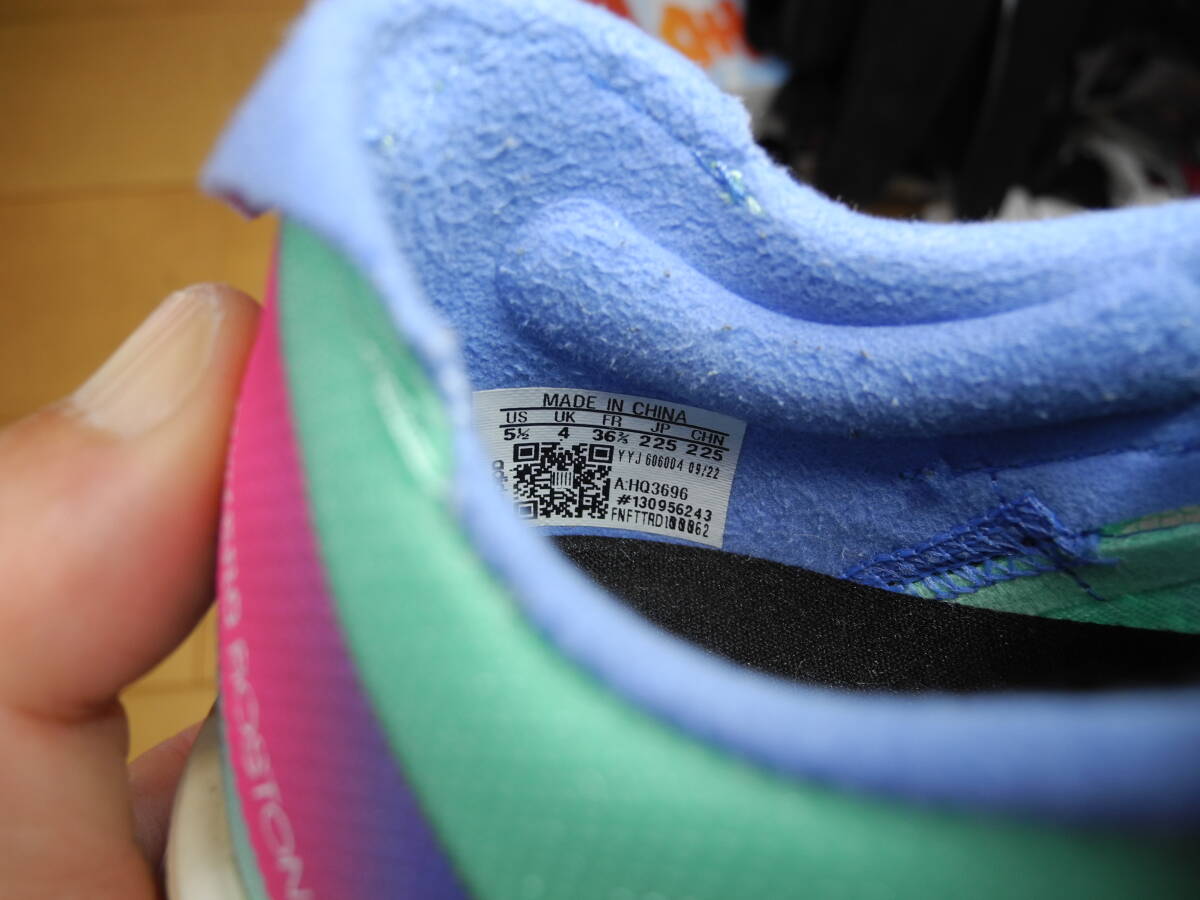 MADE IN CHINA
US UK FR JP CHN
5½ 4 36⅔ 225 225
YYJ 606004 09/22
A:HQ3696
#130956243
BOSTON